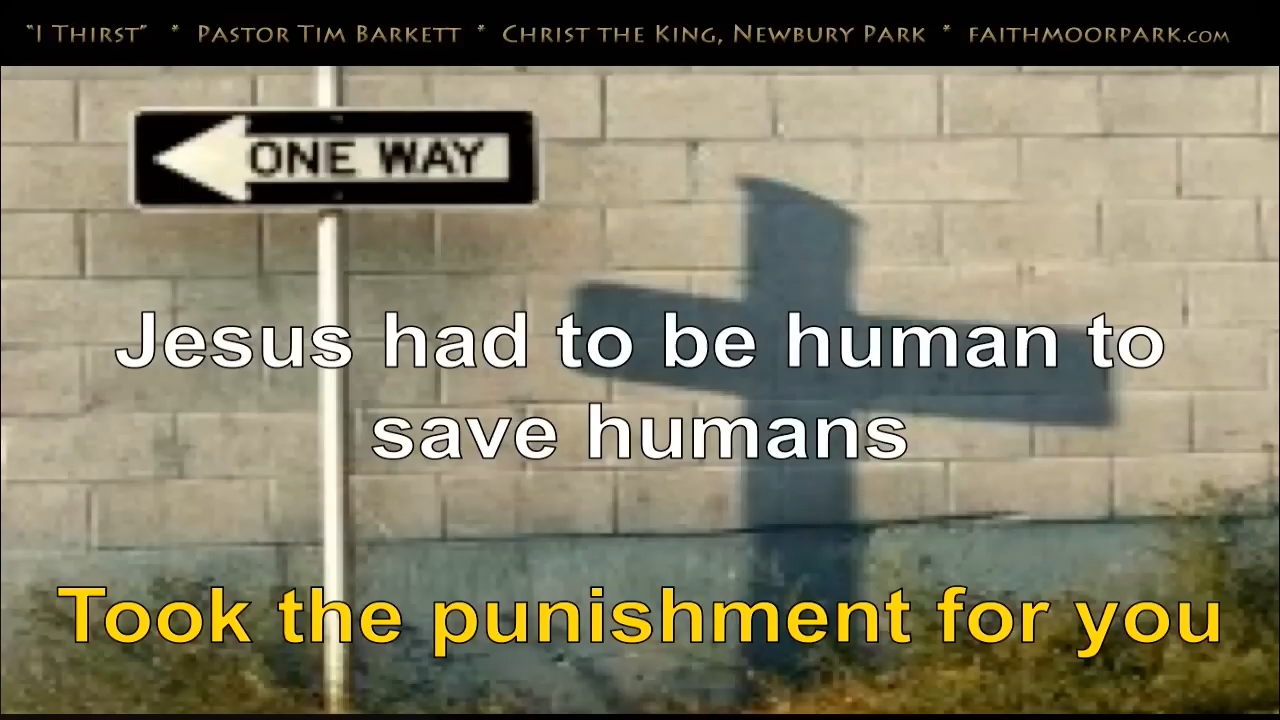 "I Thirst" * Pastor Tim Barkett * Christ the King, Newbury Park * faithmoorpark.com
ONE WAY
Jesus had to be human to
save humans
Took the punishment for you